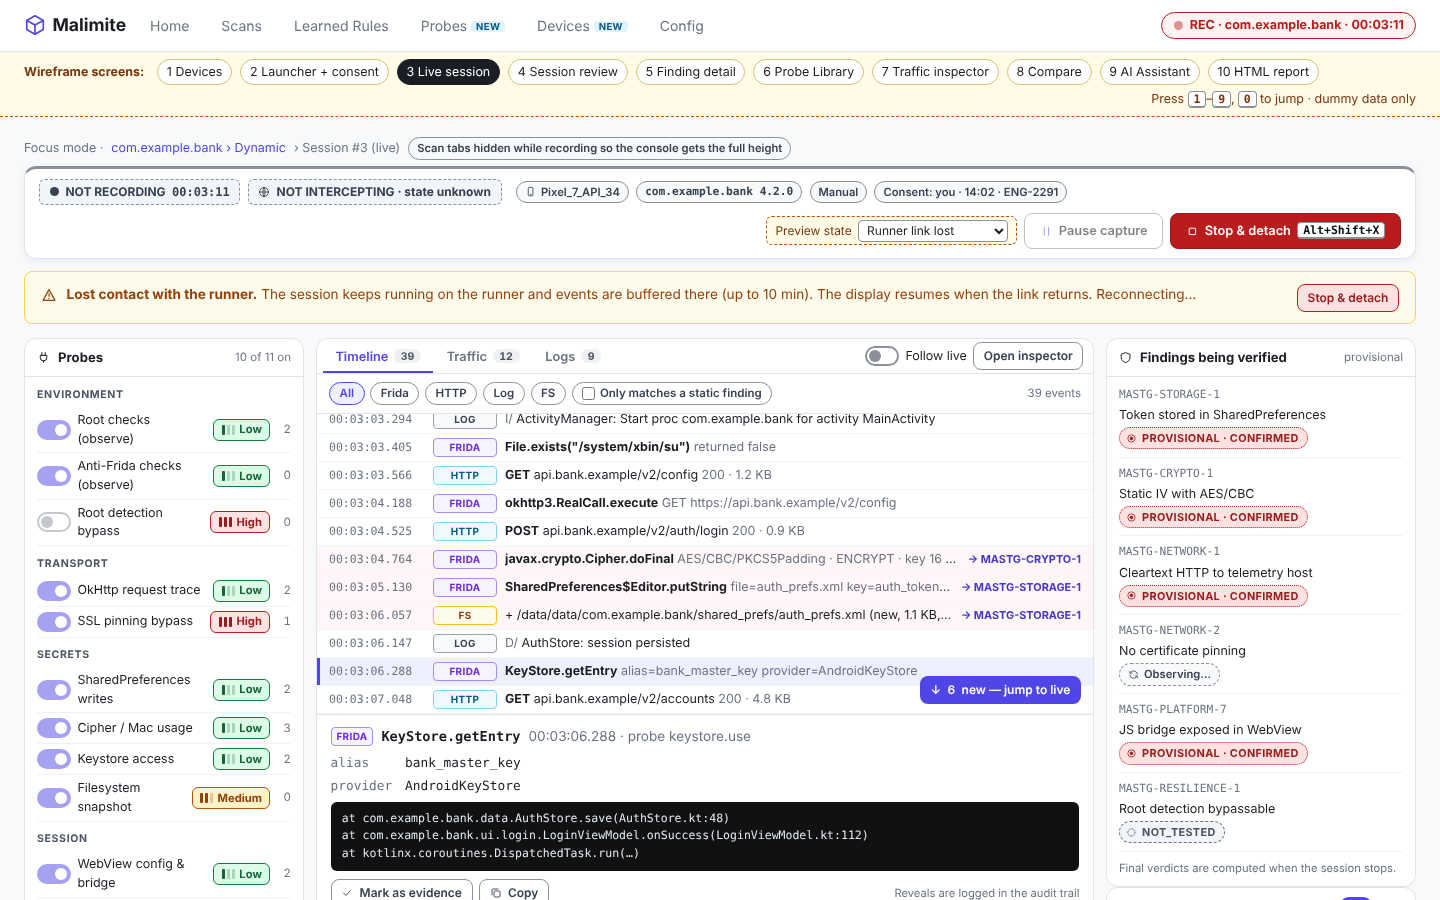 Malimite Home Scans Learned Rules Probes NEW Devices NEW Config REC · com.example.bank · 00:03:11
Wireframe screens: 1 Devices 2 Launcher + consent 3 Live session 4 Session review 5 Finding detail 6 Probe Library 7 Traffic inspector 8 Compare 9 AI Assistant 10 HTML report
Press 1–9, 0 to jump · dummy data only
Focus mode · com.example.bank › Dynamic › Session #3 (live) Scan tabs hidden while recording so the console gets the full height
NOT RECORDING 00:03:11 NOT INTERCEPTING · state unknown Pixel_7_API_34 com.example.bank 4.2.0 Manual Consent: you · 14:02 · ENG-2291
Preview state Runner link lost Pause capture Stop & detach Alt+Shift+X
Lost contact with the runner. The session keeps running on the runner and events are buffered there (up to 10 min). The display resumes when the link returns. Reconnecting... Stop & detach
Probes 10 of 11 on
ENVIRONMENT
Root checks
(observe) Low 2
Anti-Frida checks
(observe) Low 0
Root detection
bypass High 0
TRANSPORT
OkHttp request trace Low 2
SSL pinning bypass High 1
SECRETS
SharedPreferences
writes Low 2
Cipher / Mac usage Low 3
Keystore access Low 2
Filesystem
snapshot Medium 0
SESSION
WebView config &
bridge Low 2
Timeline 39 Traffic 12 Logs 9 Follow live Open inspector
All Frida HTTP Log FS Only matches a static finding 39 events
00:03:03.294 LOG I/ ActivityManager: Start proc com.example.bank for activity MainActivity
00:03:03.405 FRIDA File.exists("/system/xbin/su") returned false
00:03:03.566 HTTP GET api.bank.example/v2/config 200 · 1.2 KB
00:03:04.188 FRIDA okhttp3.RealCall.execute GET https://api.bank.example/v2/config
00:03:04.525 HTTP POST api.bank.example/v2/auth/login 200 · 0.9 KB
00:03:04.764 FRIDA javax.crypto.Cipher.doFinal AES/CBC/PKCS5Padding · ENCRYPT · key 16 ... → MASTG-CRYPTO-1
00:03:05.130 FRIDA SharedPreferences$Editor.putString file=auth_prefs.xml key=auth_token... → MASTG-STORAGE-1
00:03:06.057 FS + /data/data/com.example.bank/shared_prefs/auth_prefs.xml (new, 1.1 KB,... → MASTG-STORAGE-1
00:03:06.147 LOG D/ AuthStore: session persisted
00:03:06.288 FRIDA KeyStore.getEntry alias=bank_master_key provider=AndroidKeyStore
00:03:07.048 HTTP GET api.bank.example/v2/accounts 200 · 4.8 KB
↓ 6 new — jump to live
FRIDA KeyStore.getEntry 00:03:06.288 · probe keystore.use
alias bank_master_key
provider AndroidKeyStore
at com.example.bank.data.AuthStore.save(AuthStore.kt:48)
at com.example.bank.ui.login.LoginViewModel.onSuccess(LoginViewModel.kt:112)
at kotlinx.coroutines.DispatchedTask.run(…)
Mark as evidence Copy Reveals are logged in the audit trail
Findings being verified provisional
MASTG-STORAGE-1
Token stored in SharedPreferences
PROVISIONAL · CONFIRMED
MASTG-CRYPTO-1
Static IV with AES/CBC
PROVISIONAL · CONFIRMED
MASTG-NETWORK-1
Cleartext HTTP to telemetry host
PROVISIONAL · CONFIRMED
MASTG-NETWORK-2
No certificate pinning
Observing...
MASTG-PLATFORM-7
JS bridge exposed in WebView
PROVISIONAL · CONFIRMED
MASTG-RESILIENCE-1
Root detection bypassable
NOT_TESTED
Final verdicts are computed when the session stops.